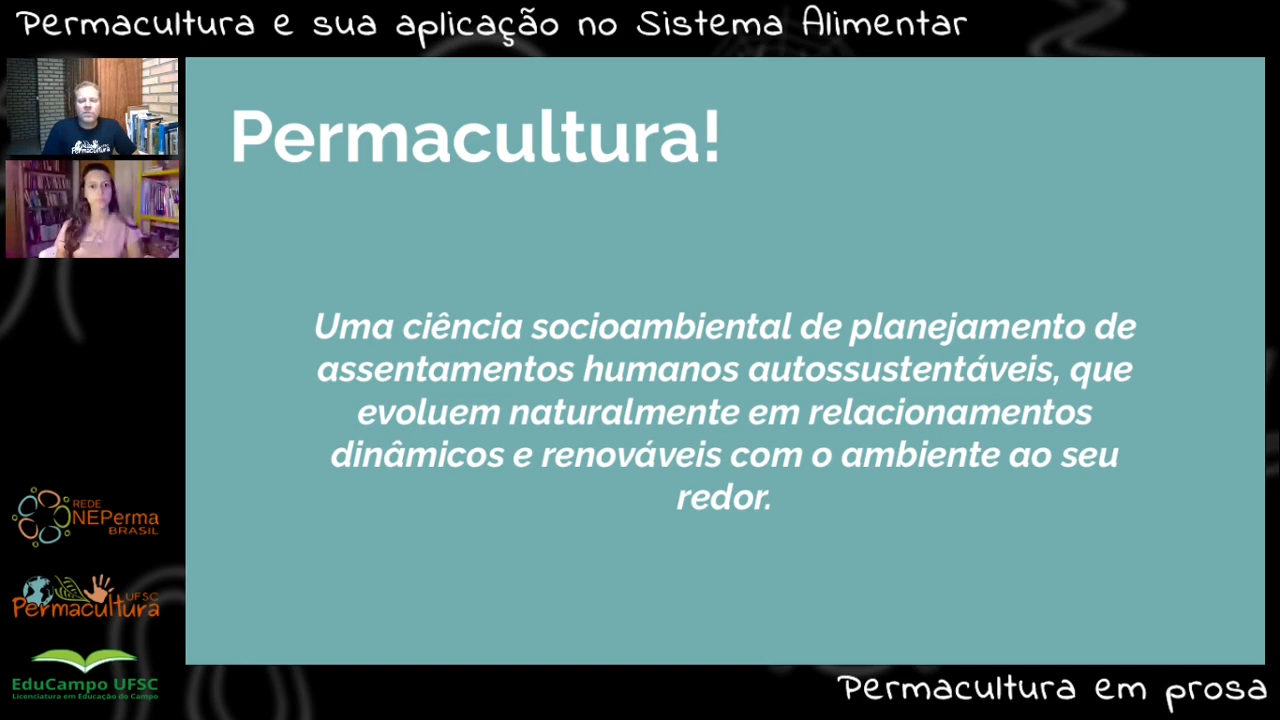 Permacultura e sua aplicação no Sistema Alimentar
Permacultura
Permacultura!
Uma ciência socioambiental de planejamento de
assentamentos humanos autossustentáveis, que
evoluem naturalmente em relacionamentos
dinâmicos e renováveis com o ambiente ao seu
redor.
REDE
NEPerma
BRASIL
UFSC
Permacultura
EduCampo UFSC
Licenciatura em Educação do Campo
Permacultura em prosa